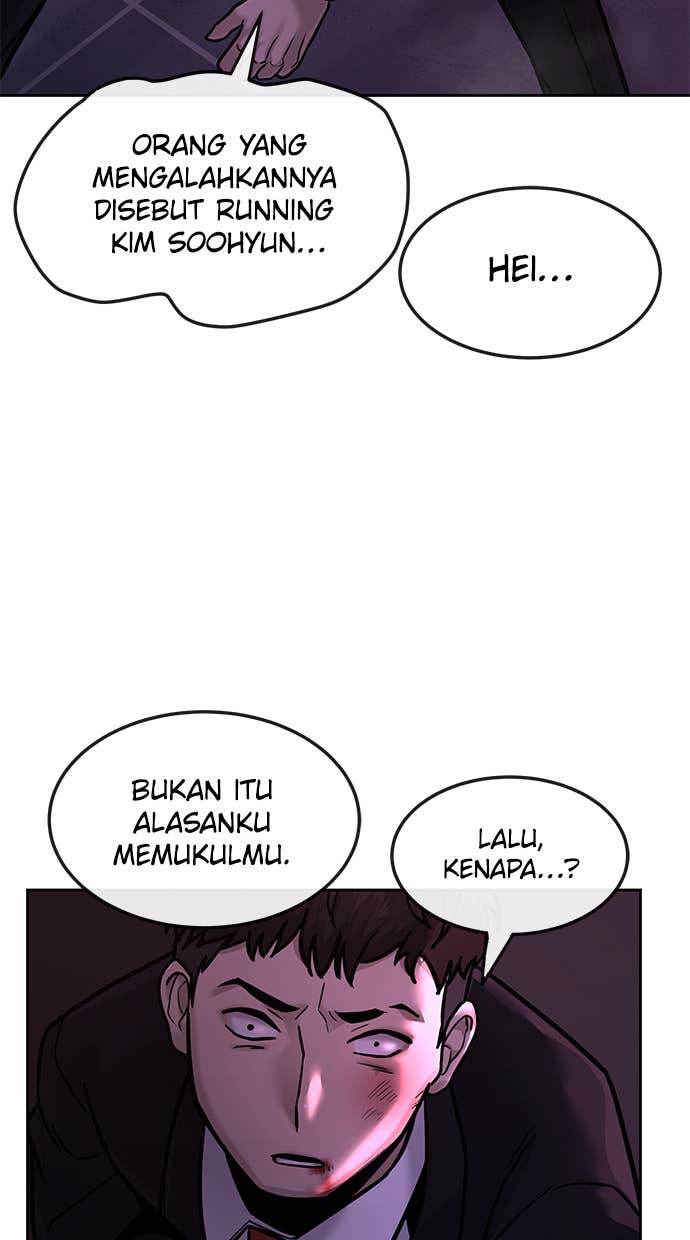 ORANG YANG
MENGALAHKANNYA
DISEBUT RUNNING
KIM SOOHYUN...
HEI...
BUKAN ITU
ALASANKU
MEMUKULMU.
LALU,
KENAPA...?